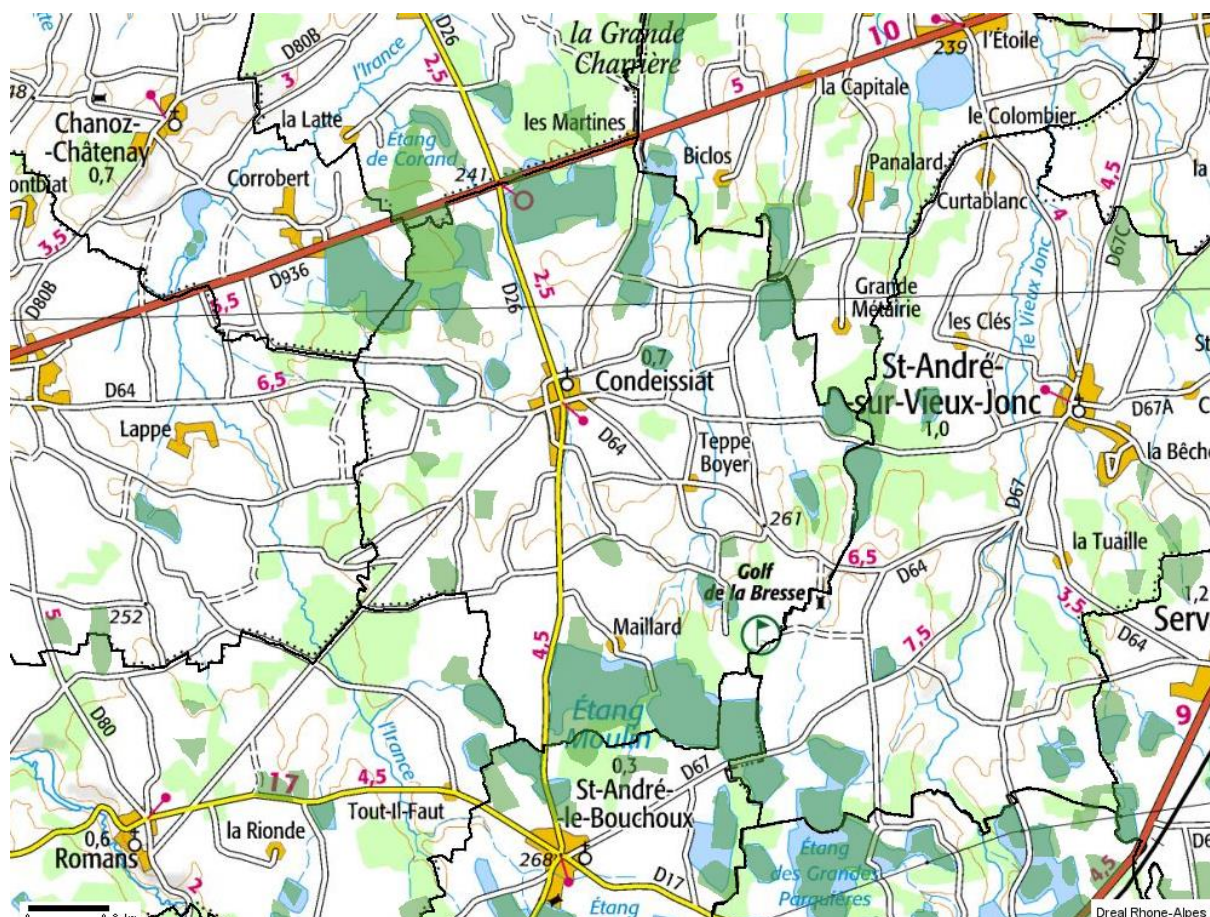 la Grande
Charrière
10
239
l'Étoile
D80B
3
l'Irance
D26
2,5
5
la Capitale
Chanoz-
-Châtenay
0,7
la Latte
Étang
de Corand
les Martines
Biclos
le Colombier
Panalard
4,5
la
Corrobert
241
Curtablanc
4
3,5
D80B
D936
5,5
2,5
D26
D67C
le Vieux Jonc
Grande
Métairie
les Clés
0,7
St
D64
6,5
Condeissiat
St-André-
-sur-Vieux-Jonc
1,0
D67A
C
Lappe
D64
Teppe
Boyer
la Bêche
261
D67
la Tuaille
6,5
D64
Golf
de la Bresse
1,2
252
5
Maillard
4,5
7,5
3,5
Serv
D64
D80
l'Irance
Étang
Moulin
0,3
D67
9
17
4,5
Tout-Il-Faut
St-André-
-le-Bouchoux
la Rionde
0,6
Romans
268
Étang
des Grandes
Parquières
4,5
D6
2
D17
Étang
Dreal Rhone-Alpes